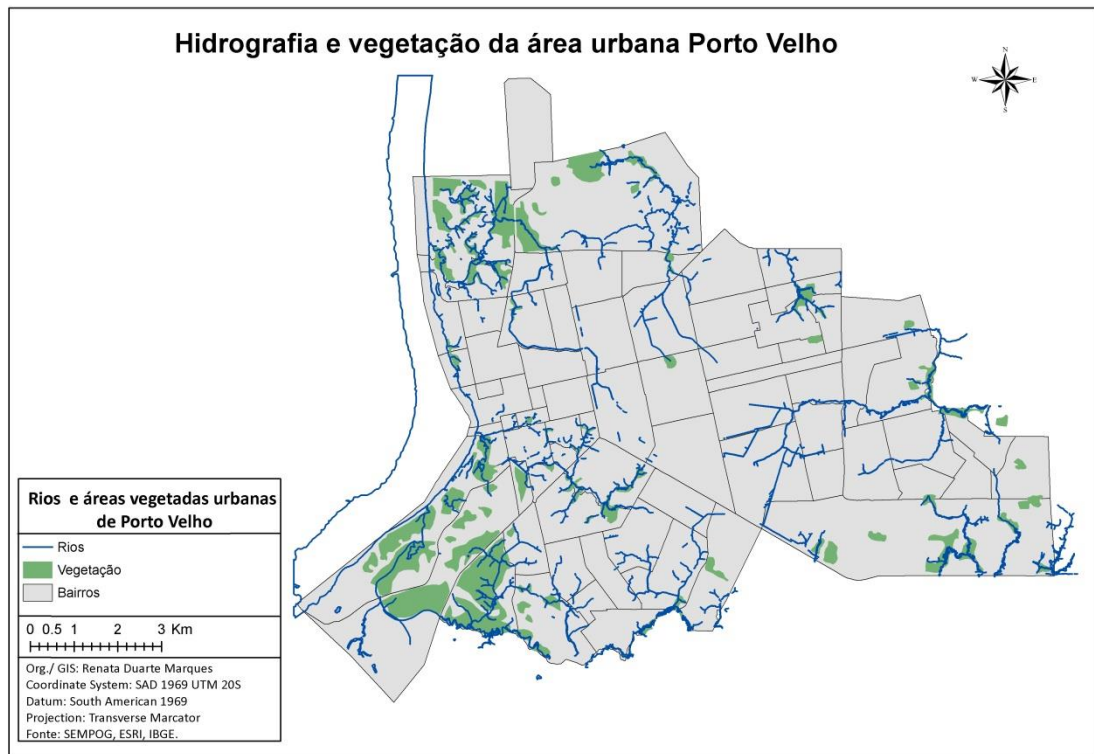 Hidrografia e vegetação da área urbana Porto Velho
N
W E
S
Rios e áreas vegetadas urbanas
de Porto Velho
Rios
Vegetação
Bairros
0 0.5 1 2 3 Km
Org./ GIS: Renata Duarte Marques
Coordinate System: SAD 1969 UTM 20S
Datum: South American 1969
Projection: Transverse Marcator
Fonte: SEMPOG, ESRI, IBGE.